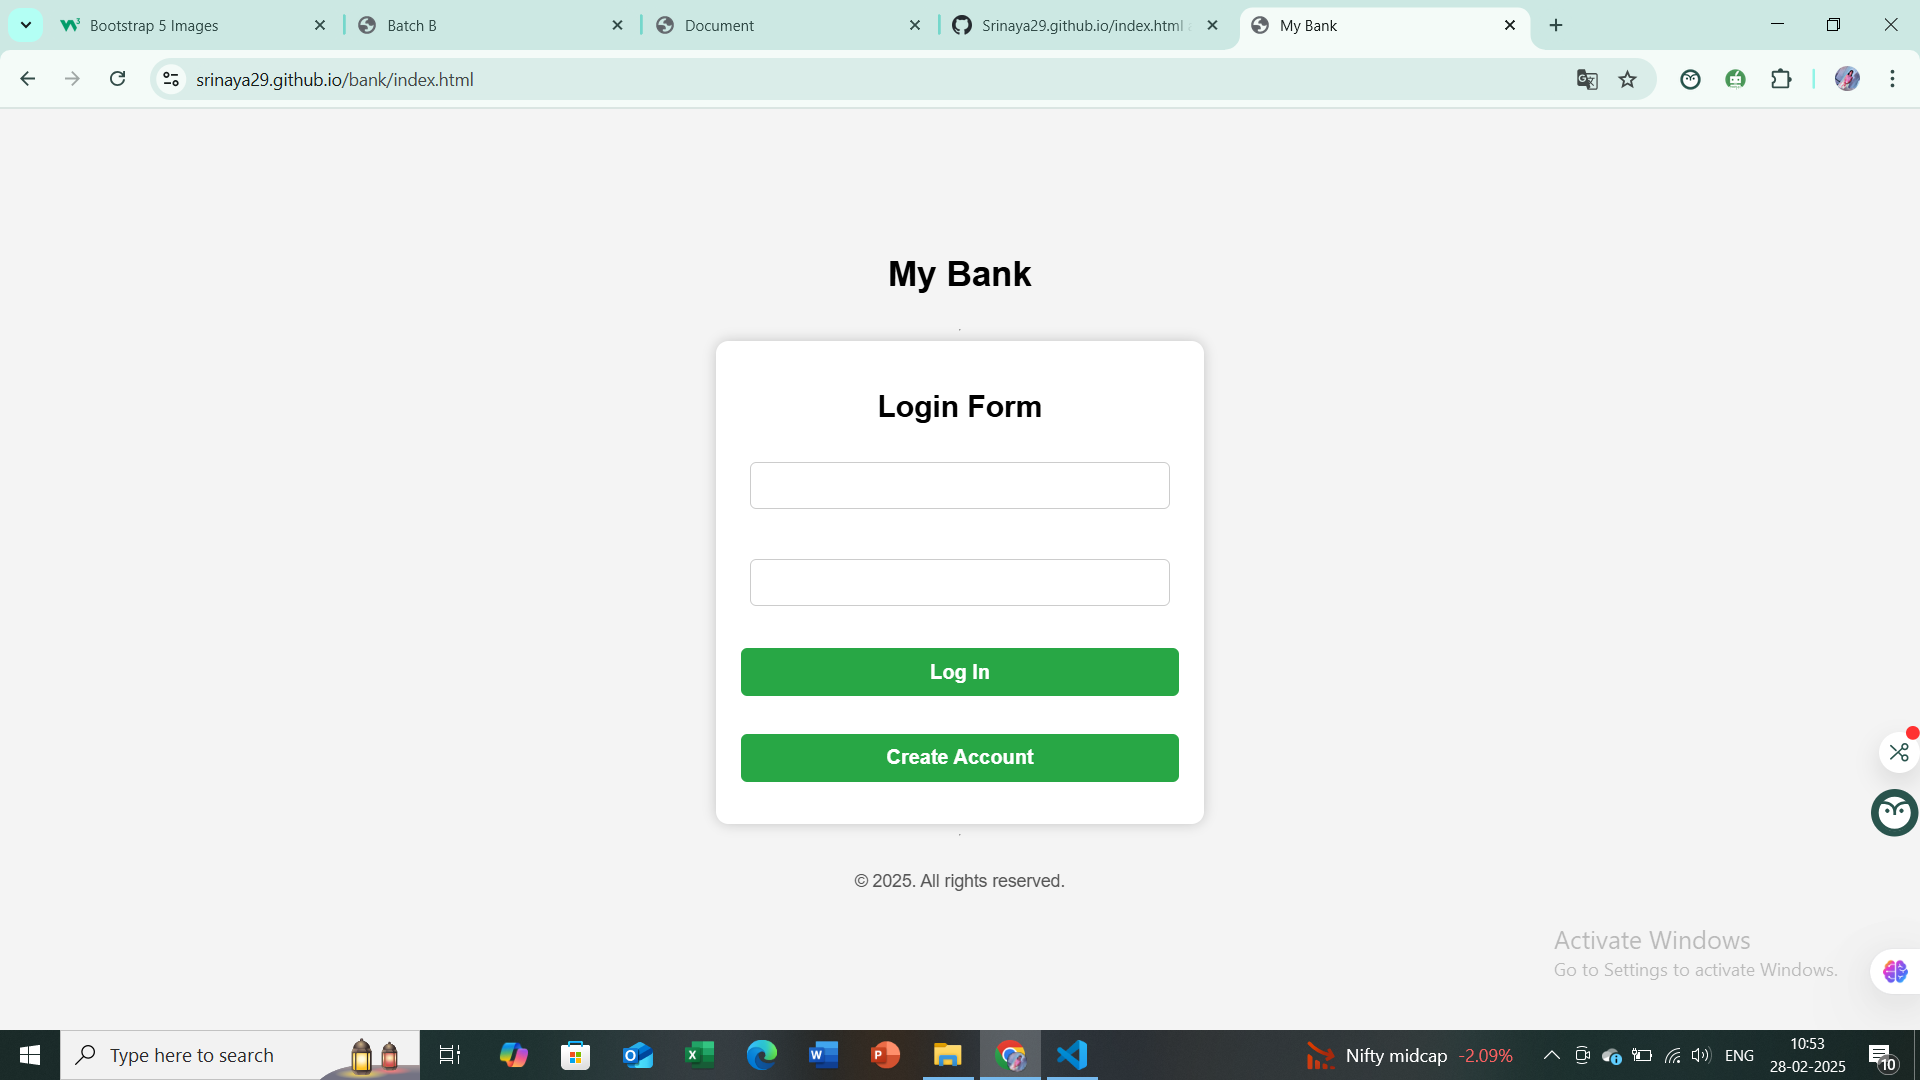 Bootstrap 5 Images
Batch B
Document
Srinaya29.github.io/index.html
My Bank
srinaya29.github.io/bank/index.html
My Bank
Login Form
Log In
Create Account
© 2025. All rights reserved.
Activate Windows
Go to Settings to activate Windows.
Type here to search
Nifty midcap -2.09%
ENG
10:53
28-02-2025
10